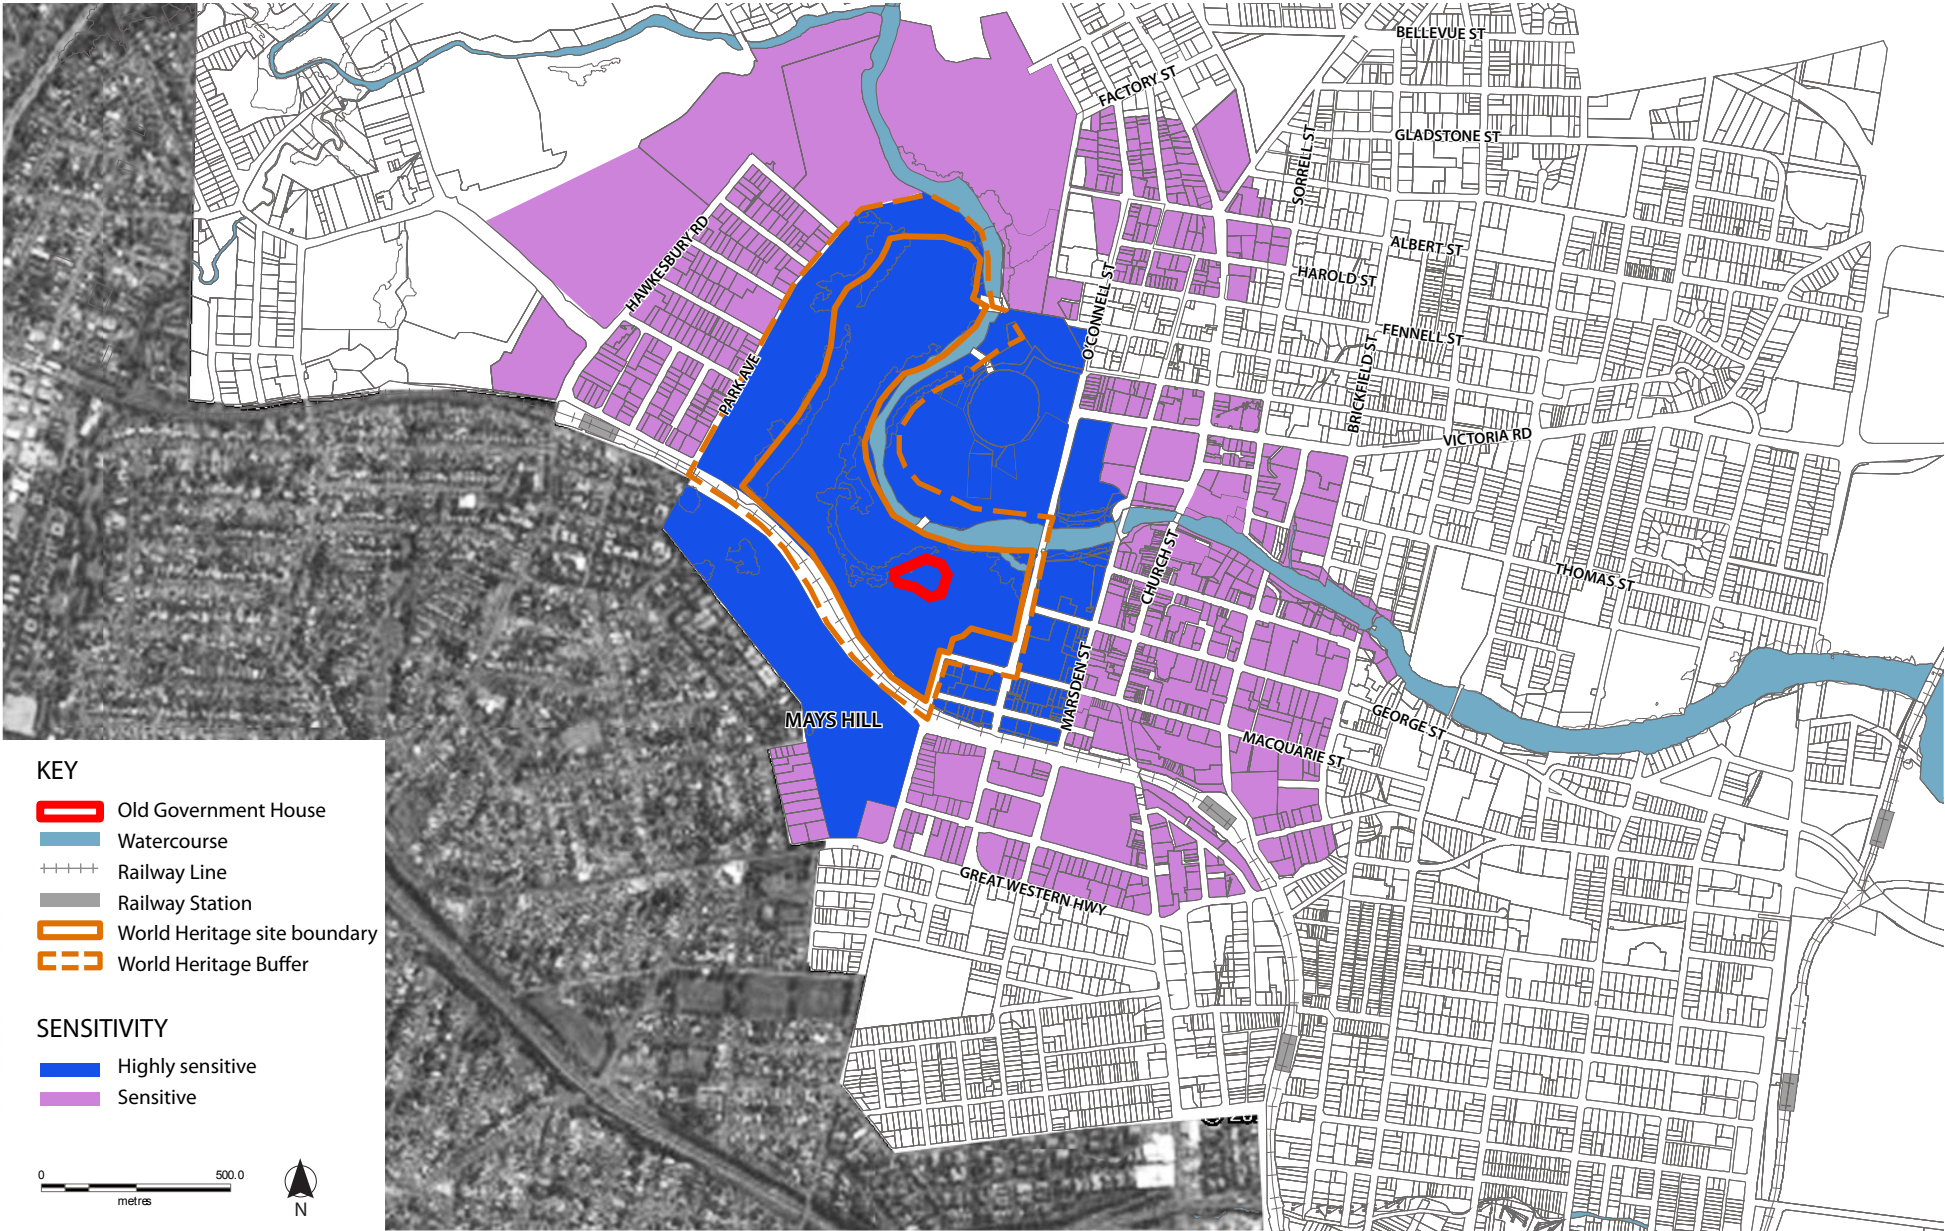 BELLEVUE ST
FACTORY ST
GLADSTONE ST
SORRELL ST
HAWKESBURY RD
ALBERT ST
HAROLD ST
O'CONNELL ST
FENNELL ST
PARK AVE
BRICKFIELD ST
VICTORIA RD
CHURCH ST
THOMAS ST
MARSDEN ST
MAYS HILL
GEORGE ST
MACQUARIE ST
GREAT WESTERN HWY
KEY
Old Government House
Watercourse
Railway Line
Railway Station
World Heritage site boundary
World Heritage Buffer
SENSITIVITY
Highly sensitive
Sensitive
0 500.0
metres
N